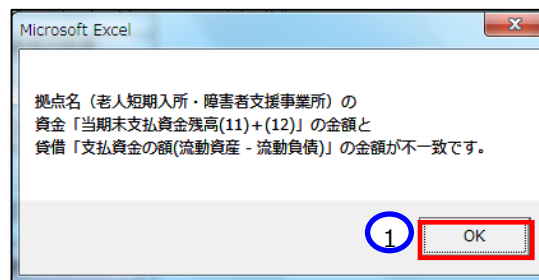 Microsoft Excel
拠点名（老人短期入所・障害者支援事業所）の
資金「当期末支払資金残高(11)+(12)」の金額と
貸借「支払資金の額(流動資産 - 流動負債)」の金額が不一致です。
1
OK